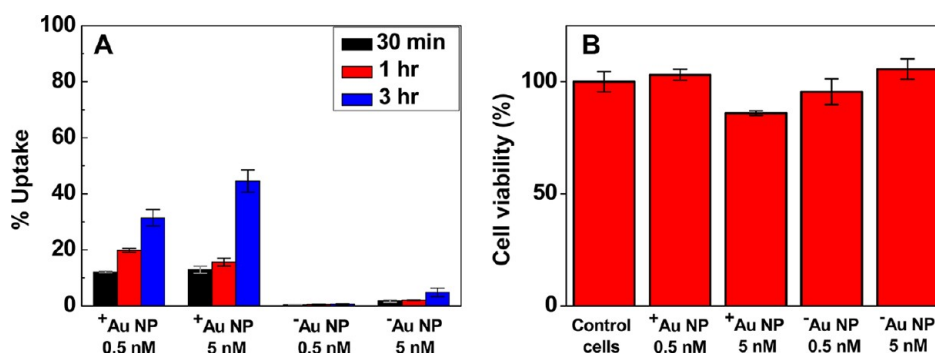 A
30 min
1 hr
3 hr
% Uptake
100
80
60
40
20
0
+Au NP
0.5 nM
+Au NP
5 nM
-Au NP
0.5 nM
-Au NP
5 nM
B
Cell viability (%)
100
50
0
Control
cells
+Au NP
0.5 nM
+Au NP
5 nM
-Au NP
0.5 nM
-Au NP
5 nM